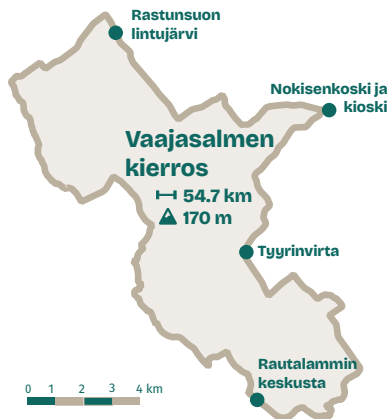 Rastunsuon
lintujärvi
Nokisenkoski ja
kioski
Vaajasalmen
kierros
54.7 km
170 m
Tyyrinvirta
Rautalammin
keskusta
0 1 2 3 4 km